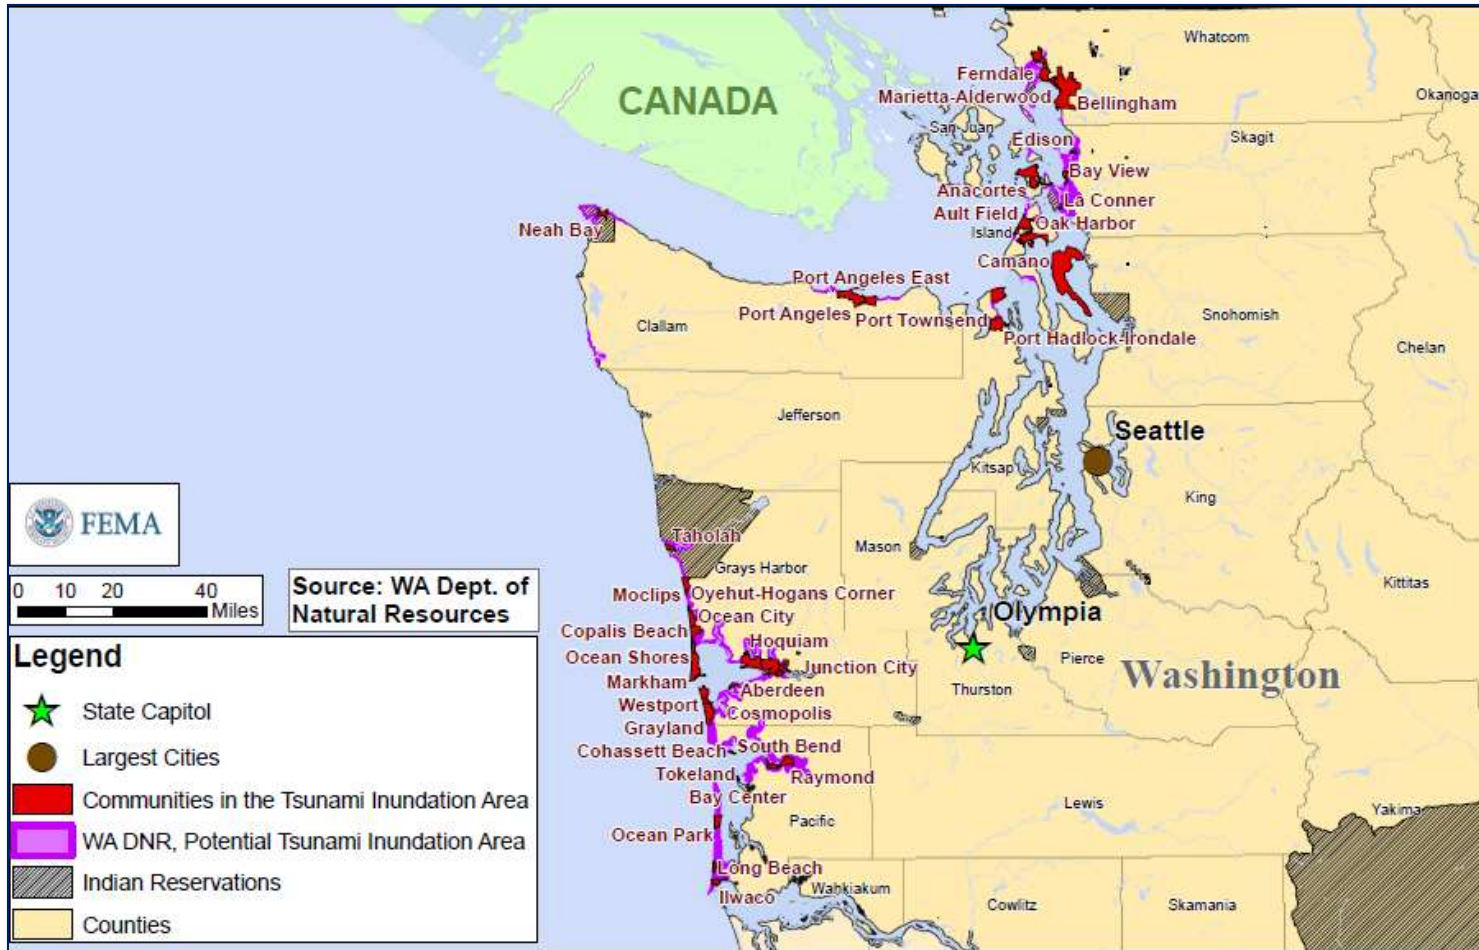 Whatcom
Ferndale
CANADA
Marietta-Alderwood
Bellingham
Okanoga
San Juan
Edison
Skagit
Bay View
Anacortes
La Conner
Ault Field
Oak Harbor
Neah Bay
Island
Camano
Port Angeles East
Port Angeles
Port Townsend
Snohomish
Clallam
Port Hadlock-Irondale
Chelan
Jefferson
Seattle
Kitsap
King
FEMA
Taholah
Mason
Grays Harbor
Kittitas
0 10 20 40
Miles
Source: WA Dept. of
Natural Resources
Moclips
Oyehut-Hogans Corner
Olympia
Ocean City
Copalis Beach
Hoquiam
Ocean Shores
Junction City
Pierce
Washington
Markham
Aberdeen
Thurston
Westport
Cosmopolis
Grayland
Cohassett Beach
South Bend
Tokeland
Raymond
Bay Center
Lewis
Yakima
Pacific
Ocean Park
Long Beach
Wahkiakum
Ilwaco
Cowlitz
Skamania
Legend
State Capitol
Largest Cities
Communities in the Tsunami Inundation Area
WA DNR, Potential Tsunami Inundation Area
Indian Reservations
Counties